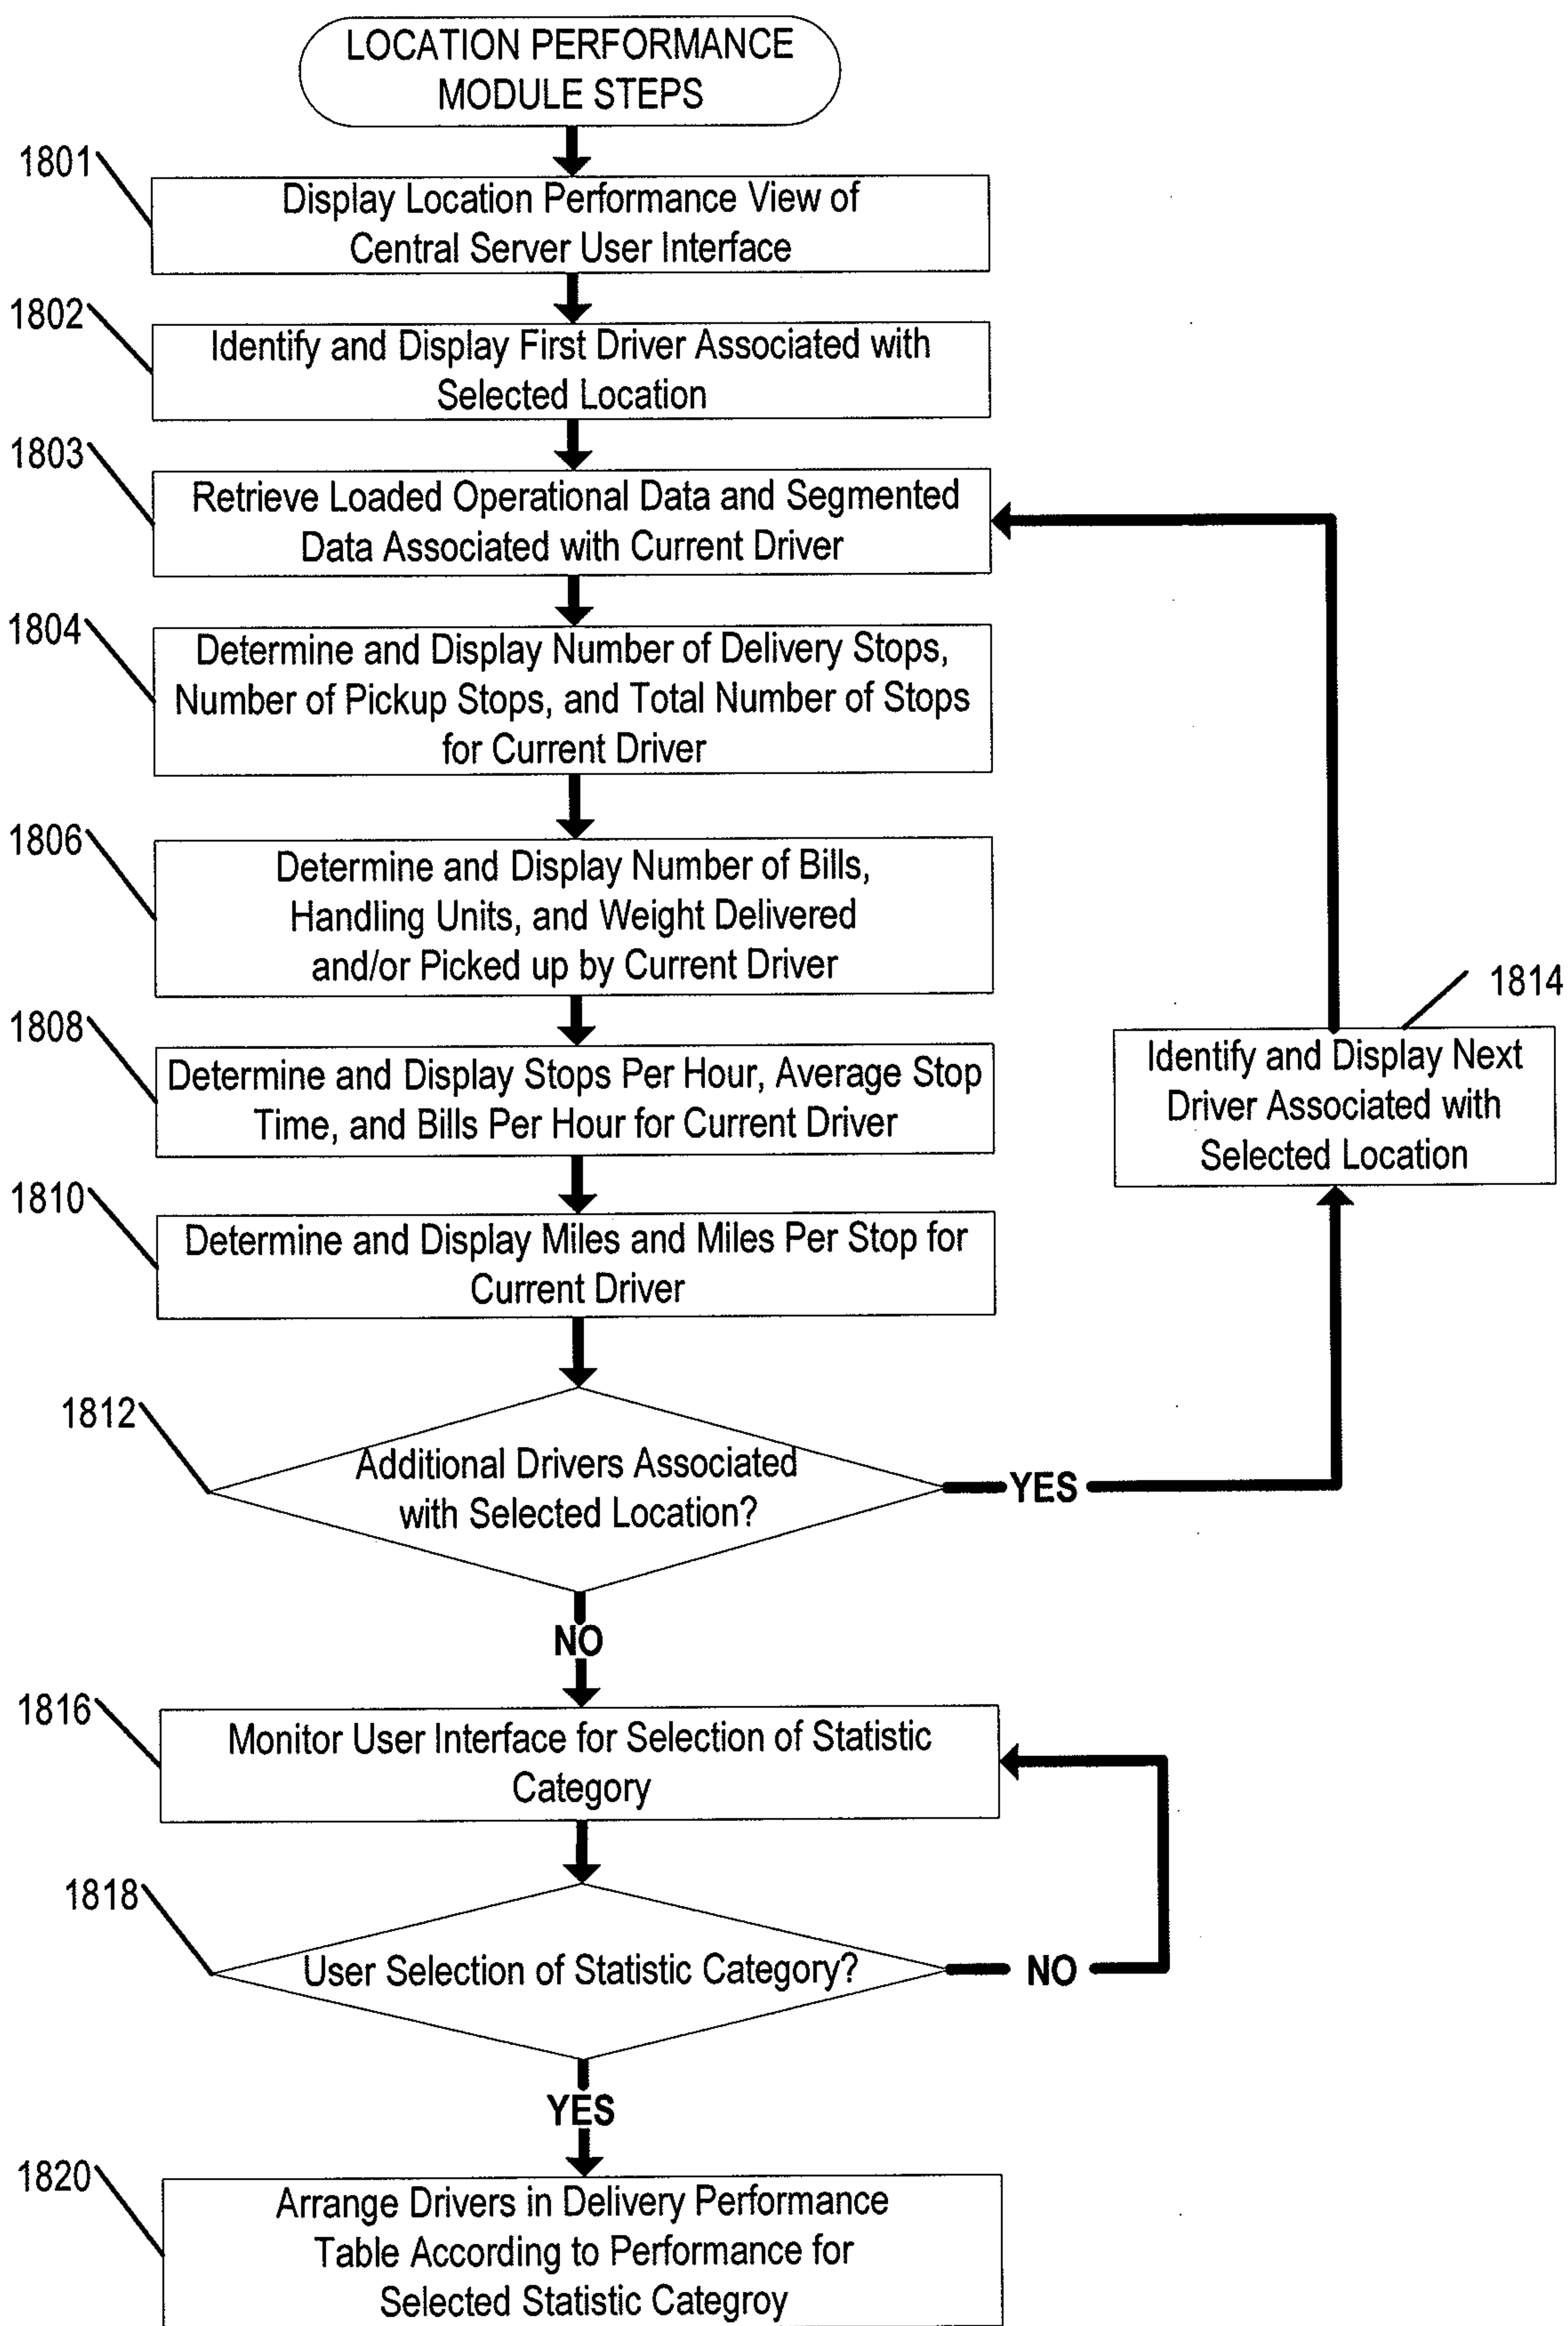 LOCATION PERFORMANCE
MODULE STEPS
1801
Display Location Performance View of
Central Server User Interface
1802
Identify and Display First Driver Associated with
Selected Location
1803
Retrieve Loaded Operational Data and Segmented
Data Associated with Current Driver
1804
Determine and Display Number of Delivery Stops,
Number of Pickup Stops, and Total Number of Stops
for Current Driver
1806
Determine and Display Number of Bills,
Handling Units, and Weight Delivered
and/or Picked up by Current Driver
1808
Determine and Display Stops Per Hour, Average Stop
Time, and Bills Per Hour for Current Driver
1810
Determine and Display Miles and Miles Per Stop for
Current Driver
1812
Additional Drivers Associated
with Selected Location?
YES
1814
Identify and Display Next
Driver Associated with
Selected Location
NO
1816
Monitor User Interface for Selection of Statistic
Category
1818
User Selection of Statistic Category?
NO
YES
1820
Arrange Drivers in Delivery Performance
Table According to Performance for
Selected Statistic Categroy